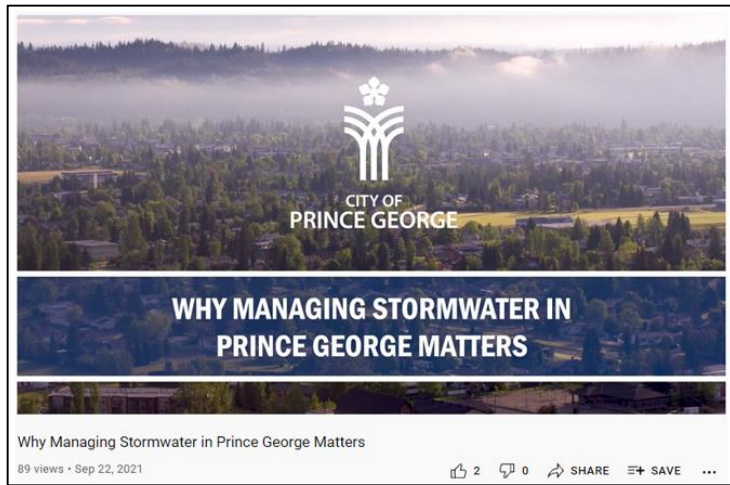 CITY OF
PRINCE GEORGE
WHY MANAGING STORMWATER IN
PRINCE GEORGE MATTERS
Why Managing Stormwater in Prince George Matters
89 views • Sep 22, 2021
2 0 SHARE SAVE